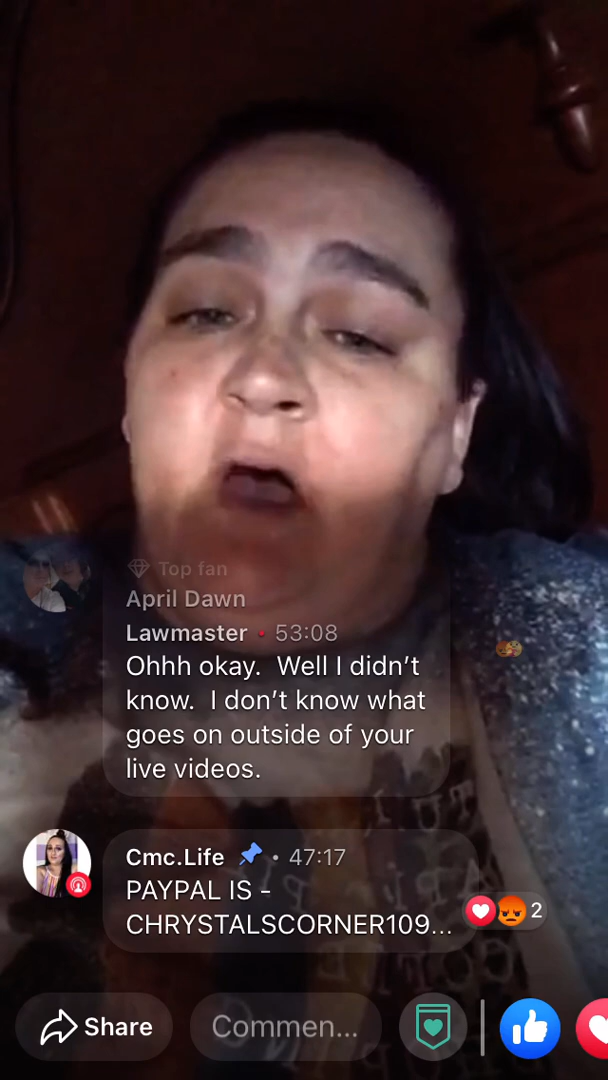 Top fan
April Dawn
Lawmaster • 53:08
Ohhh okay. Well I didn't
know. I don't know what
goes on outside of your
live videos.
Cmc.Life • 47:17
PAYPAL IS -
CHRYSTALSCORNER109...
2
Share
Commen...